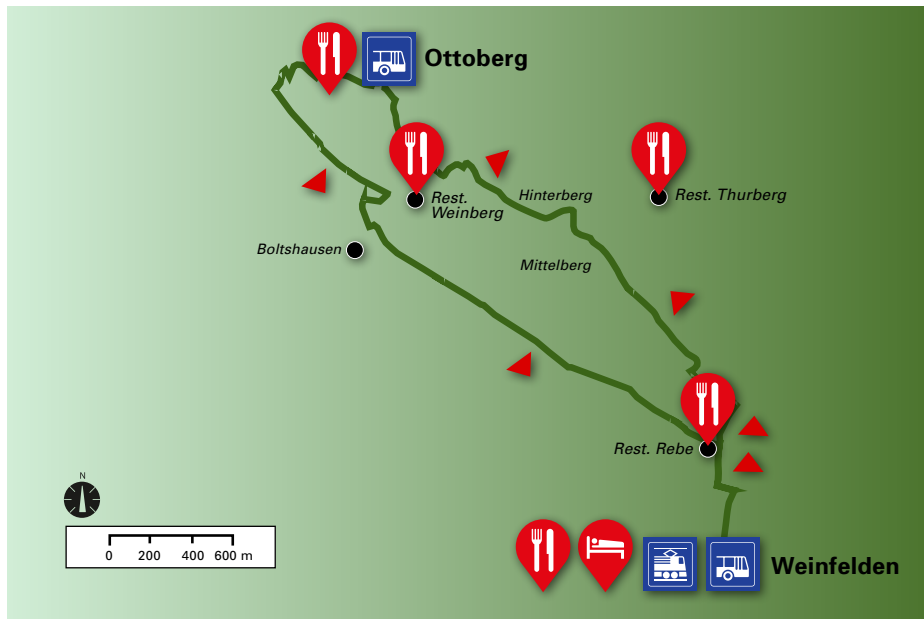 Ottoberg
Rest.
Weinberg
Hinterberg
Rest. Thurberg
Boltshausen
Mittelberg
Rest. Rebe
N
0 200 400 600 m
Weinfelden